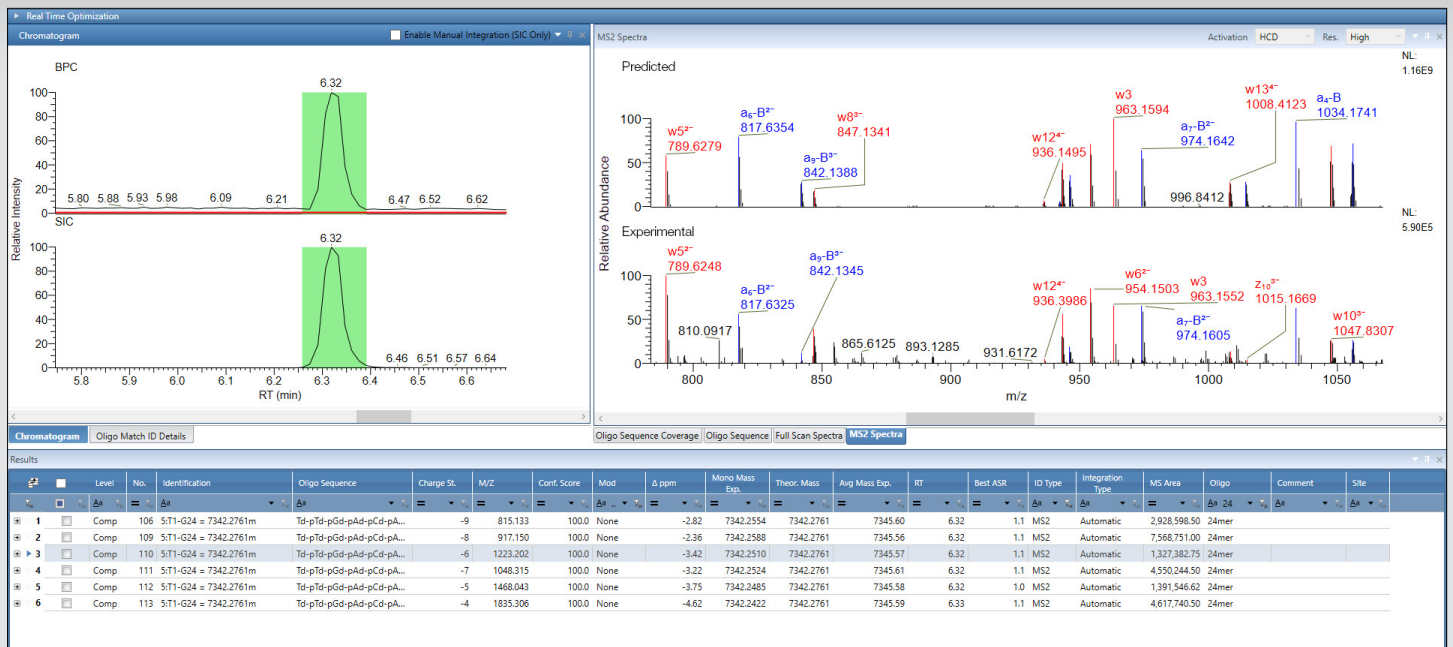 Real Time Optimization
Chromatogram Enable Manual Integration (SIC Only)
BPC
6.32
100
80
60
40
20
0
5.80 5.88 5.93 5.98 6.09 6.21 6.47 6.52 6.62
Relative Intensity
SIC
6.32
100
80
60
40
20
0
6.46 6.51 6.57 6.64
5.8 5.9 6.0 6.1 6.2 6.3 6.4 6.5 6.6
RT (min)
Chromatogram Oligo Match ID Details
MS2 Spectra Activation HCD Res. High
Predicted
NL:
1.16E9
Relative Abundance
100
50
0
w5²⁻
789.6279
a₆-B²⁻
817.6354
a₉-B³⁻
842.1388
w8³⁻
847.1341
w12⁴⁻
936.1495
w3
963.1594
a₇-B²⁻
974.1642
996.8412
w13⁴⁻
1008.4123
a₄-B
1034.1741
Experimental
NL:
5.90E5
100
50
0
w5²⁻
789.6248
810.0917
a₆-B²⁻
817.6325
a₉-B³⁻
842.1345
865.6125
893.1285
931.6172
w12⁴⁻
936.3986
w6²⁻
954.1503
w3
963.1552
a₇-B²⁻
974.1605
z₁₀³⁻
1015.1669
w10³⁻
1047.8307
800 850 900 950 1000 1050
m/z
Oligo Sequence Coverage Oligo Sequence Full Scan Spectra MS2 Spectra
Results
Level No. Identification Oligo Sequence Charge St. M/Z Conf. Score Mod Δ ppm Mono Mass Exp. Theor. Mass Avg Mass Exp. RT Best ASR ID Type Integration Type MS Area Oligo Comment Site
Aa = Aa Aa = = = Aa .. = = = = = = Aa Aa = Aa 24 Aa Aa
1 Comp 106 5:T1-G24 = 7342.2761m Td-pTd-pGd-pAd-pCd-pA... -9 815.133 100.0 None -2.82 7342.2554 7342.2761 7345.60 6.32 1.1 MS2 Automatic 2,928,598.50 24mer
2 Comp 109 5:T1-G24 = 7342.2761m Td-pTd-pGd-pAd-pCd-pA... -8 917.150 100.0 None -2.36 7342.2588 7342.2761 7345.56 6.32 1.1 MS2 Automatic 7,568,751.00 24mer
3 Comp 110 5:T1-G24 = 7342.2761m Td-pTd-pGd-pAd-pCd-pA... -6 1223.202 100.0 None -3.42 7342.2510 7342.2761 7345.57 6.32 1.1 MS2 Automatic 1,327,382.75 24mer
4 Comp 111 5:T1-G24 = 7342.2761m Td-pTd-pGd-pAd-pCd-pA... -7 1048.315 100.0 None -3.22 7342.2524 7342.2761 7345.61 6.32 1.1 MS2 Automatic 4,550,244.50 24mer
5 Comp 112 5:T1-G24 = 7342.2761m Td-pTd-pGd-pAd-pCd-pA... -5 1468.043 100.0 None -3.75 7342.2485 7342.2761 7345.58 6.32 1.0 MS2 Automatic 1,391,546.62 24mer
6 Comp 113 5:T1-G24 = 7342.2761m Td-pTd-pGd-pAd-pCd-pA... -4 1835.306 100.0 None -4.62 7342.2422 7342.2761 7345.59 6.33 1.1 MS2 Automatic 4,617,740.50 24mer